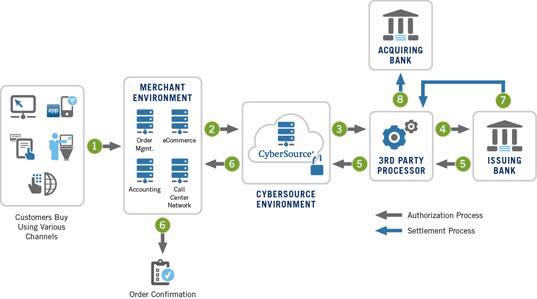 ACQUIRING
BANK
MERCHANT
ENVIRONMENT
APP
8
7
Order
Mgmt.
eCommerce
1
2
3
4
CyberSource®
6
5
5
3RD PARTY
PROCESSOR
ISSUING
BANK
Accounting
Call
Center
Network
CYBERSOURCE
ENVIRONMENT
Customers Buy
Using Various
Channels
6
Authorization Process
Settlement Process
Order Confirmation